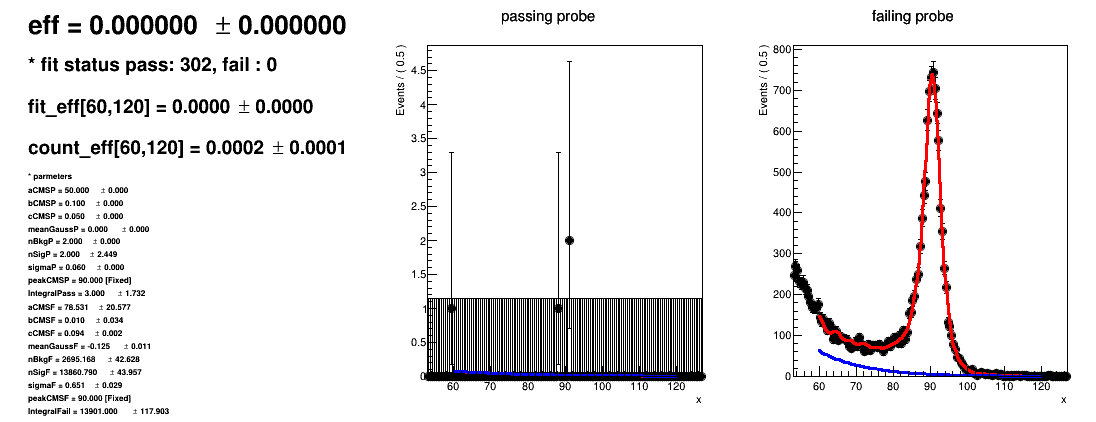 eff = 0.000000 ± 0.000000
* fit status pass: 302, fail : 0
fit_eff[60,120] = 0.0000 ± 0.0000
count_eff[60,120] = 0.0002 ± 0.0001
* parmeters
aCMSP = 50.000 ± 0.000
bCMSP = 0.100 ± 0.000
cCMSP = 0.050 ± 0.000
meanGaussP = 0.000 ± 0.000
nBkgP = 2.000 ± 0.000
nSigP = 2.000 ± 2.449
sigmaP = 0.060 ± 0.000
peakCMSP = 90.000 [Fixed]
IntegralPass = 3.000 ± 1.732
aCMSF = 78.531 ± 20.577
bCMSF = 0.010 ± 0.034
cCMSF = 0.094 ± 0.002
meanGaussF = -0.125 ± 0.011
nBkgF = 2695.168 ± 42.628
nSigF = 13860.790 ± 43.957
sigmaF = 0.651 ± 0.029
peakCMSF = 90.000 [Fixed]
IntegralFail = 13901.000 ± 117.903
passing probe
Events / ( 0.5 )
4.5
4
3.5
3
2.5
2
1.5
1
0.5
0
60 70 80 90 100 110 120
x
failing probe
Events / ( 0.5 )
800
700
600
500
400
300
200
100
0
60 70 80 90 100 110 120
x